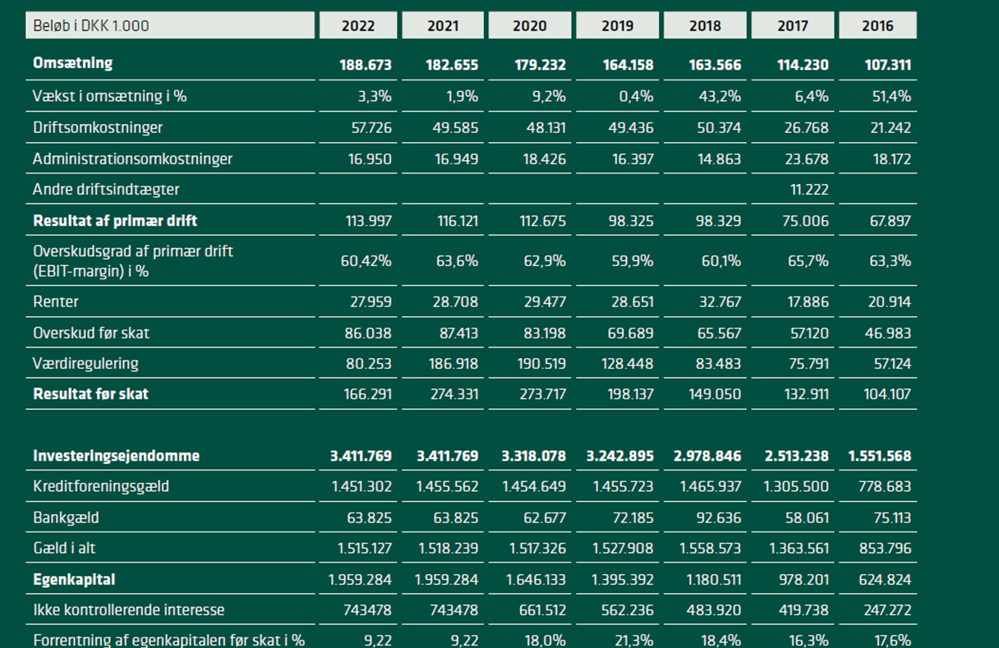 Beløb i DKK 1.000 2022 2021 2020 2019 2018 2017 2016
Omsætning 188.673 182.655 179.232 164.158 163.566 114.230 107.311
Vækst i omsætning i % 3,3% 1,9% 9,2% 0,4% 43,2% 6,4% 51,4%
Driftsomkostninger 57.726 49.585 48.131 49.436 50.374 26.768 21.242
Administrationsomkostninger 16.950 16.949 18.426 16.397 14.863 23.678 18.172
Andre driftsindtægter 11.222
Resultat af primær drift 113.997 116.121 112.675 98.325 98.329 75.006 67.897
Overskudsgrad af primær drift
(EBIT-margin) i % 60,42% 63,6% 62,9% 59,9% 60,1% 65,7% 63,3%
Renter 27.959 28.708 29.477 28.651 32.767 17.886 20.914
Overskud før skat 86.038 87.413 83.198 69.689 65.567 57.120 46.983
Værdiregulering 80.253 186.918 190.519 128.448 83.483 75.791 57.124
Resultat før skat 166.291 274.331 273.717 198.137 149.050 132.911 104.107
Investeringsejendomme 3.411.769 3.411.769 3.318.078 3.242.895 2.978.846 2.513.238 1.551.568
Kreditforeningsgæld 1.451.302 1.455.562 1.454.649 1.455.723 1.465.937 1.305.500 778.683
Bankgæld 63.825 63.825 62.677 72.185 92.636 58.061 75.113
Gæld i alt 1.515.127 1.518.239 1.517.326 1.527.908 1.558.573 1.363.561 853.796
Egenkapital 1.959.284 1.959.284 1.646.133 1.395.392 1.180.511 978.201 624.824
Ikke kontrollerende interesse 743478 743478 661.512 562.236 483.920 419.738 247.272
Forrentning af egenkapitalen før skat i % 9,22 9,22 18,0% 21,3% 18,4% 16,3% 17,6%